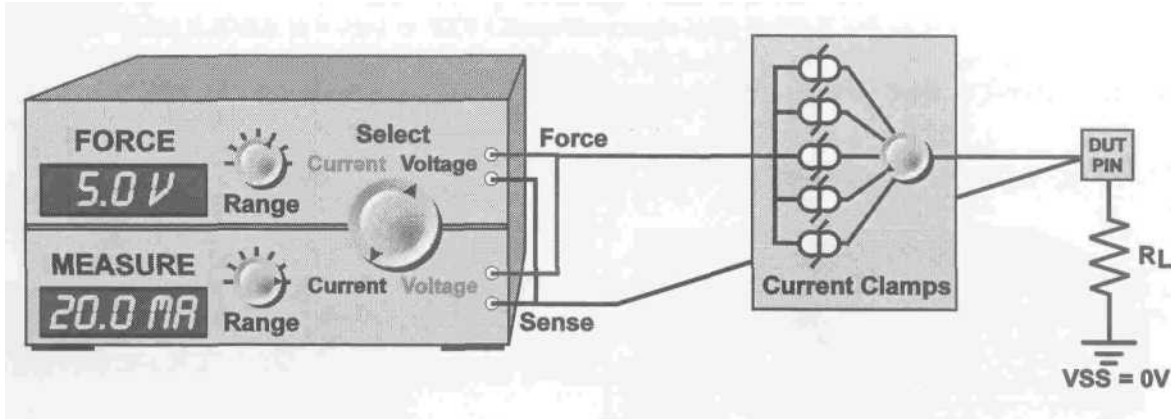 FORCE
5.0 V
Range
Select
Current Voltage
MEASURE
20.0 MA
Range
Current Voltage
Force
Sense
Current Clamps
DUT
PIN
RL
VSS = 0V